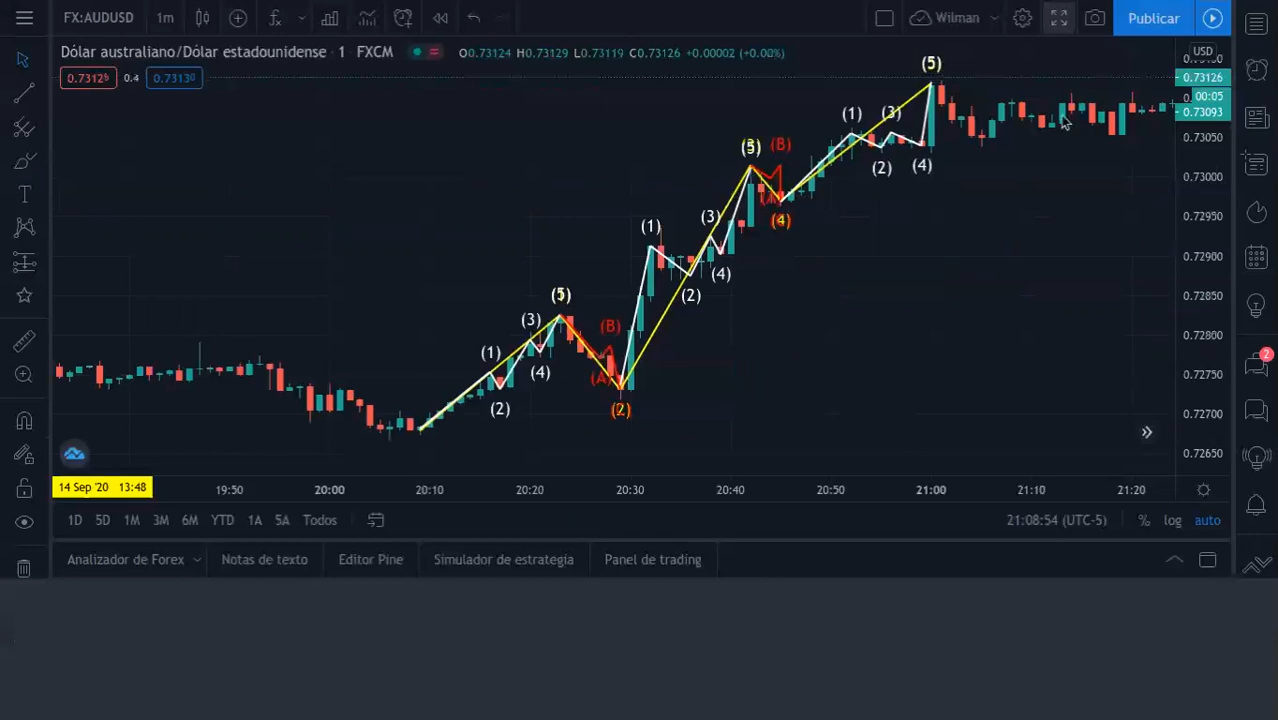 FX:AUDUSD 1m Wilman Publicar
Dólar australiano/Dólar estadounidense · 1 · FXCM O0.73124 H0.73129 L0.73119 C0.73126 +0.00002 (+0.00%) USD
0.73126 0.4 0.73130
0.73126
00:05
0.73093
0.73050
0.73000
0.72950
0.72900
0.72850
0.72800
0.72750
0.72700
0.72650
(5)
(1) (3)
(B)
(2) (4)
(4)
(1) (3)
(2) (4)
(5)
(B)
(1) (3)
(4)
(A)
(2)
14 Sep '20 13:48 19:50 20:00 20:10 20:20 20:30 20:40 20:50 21:00 21:10 21:20
1D 5D 1M 3M 6M YTD 1A 5A Todos 21:08:54 (UTC-5) % log auto
Analizador de Forex Notas de texto Editor Pine Simulador de estrategia Panel de trading
2